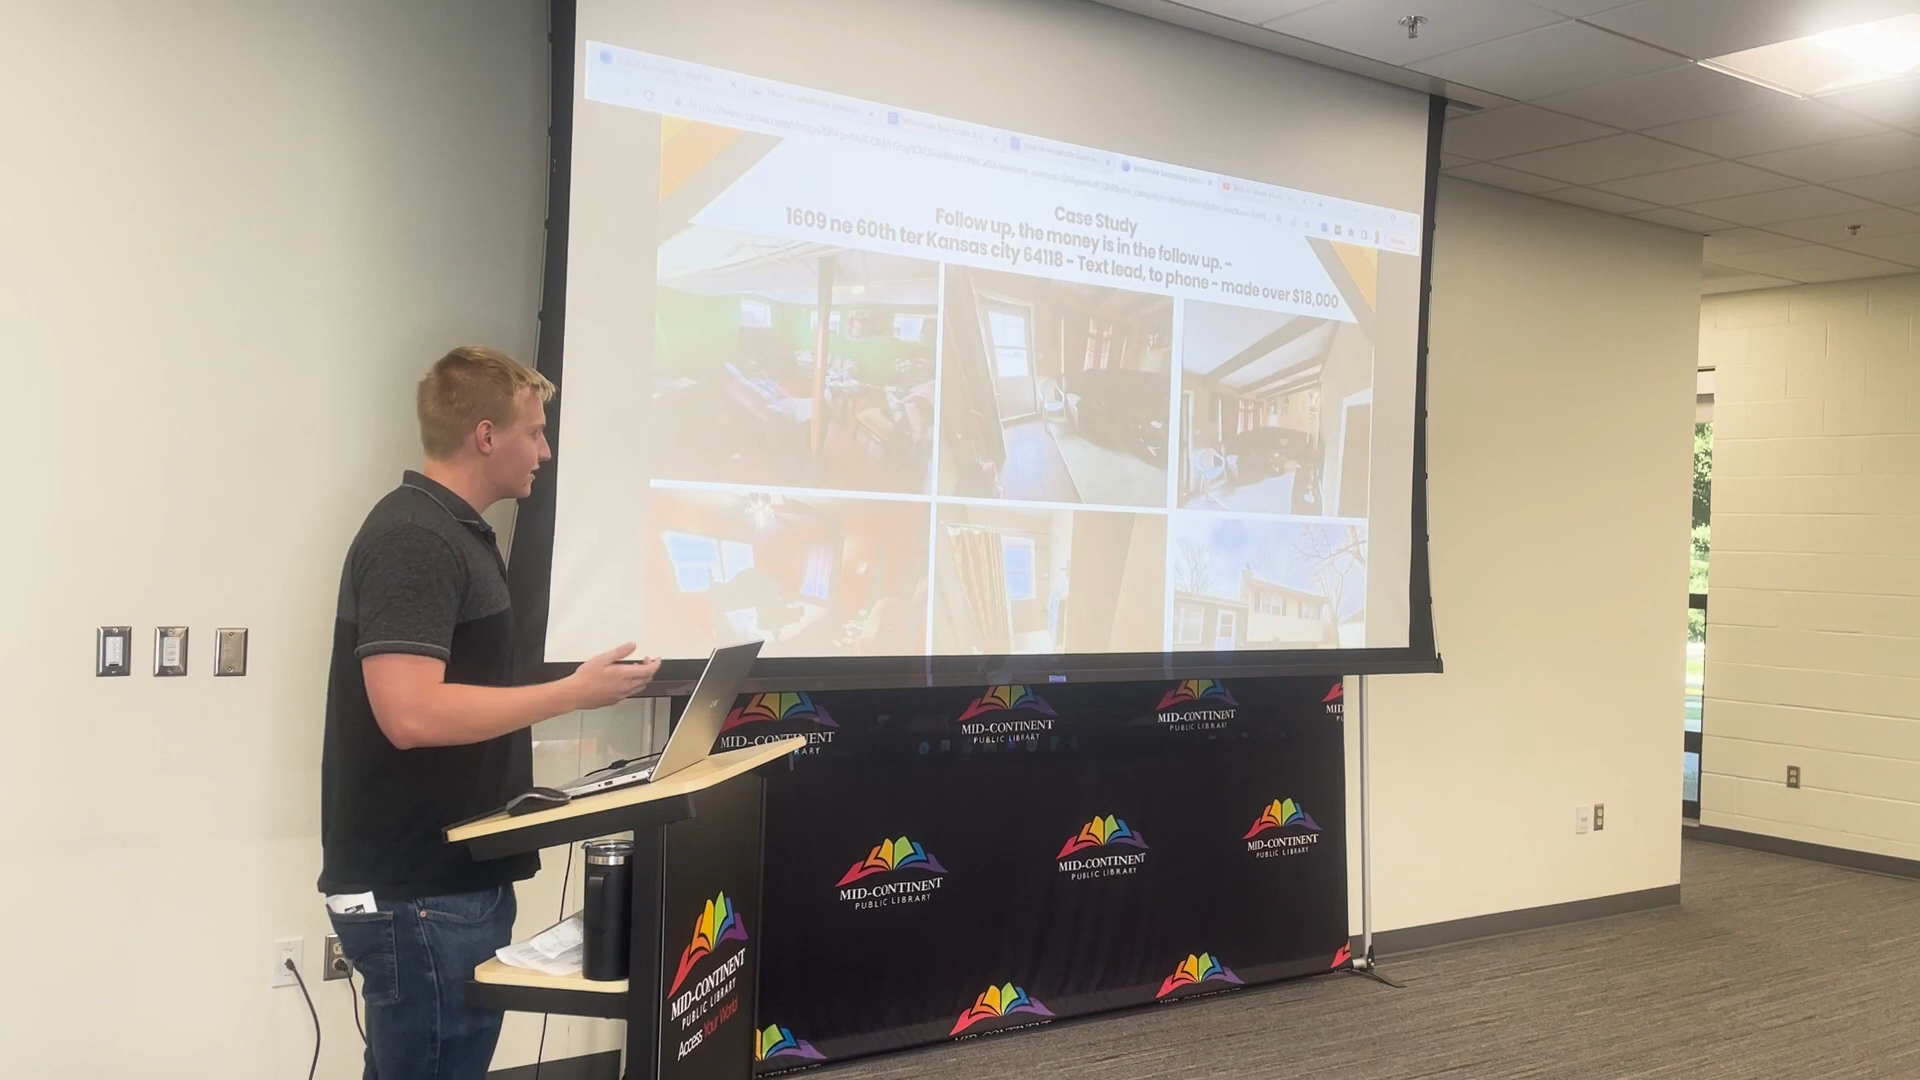 Case Study
Follow up, the money is in the follow up. -
1609 ne 60th ter Kansas city 64118 - Text lead, to phone - made over $18,000
MID-CONTINENT
PUBLIC LIBRARY
MID-CONTINENT
PUBLIC LIBRARY
MID-CONTINENT
PUBLIC LIBRARY
MID
MID-CONTINENT
PUBLIC LIBRARY
MID-CONTINENT
PUBLIC LIBRARY
MID-CONTINENT
PUBLIC LIBRARY
MID-CONTINENT
PUBLIC LIBRARY
Access Your World